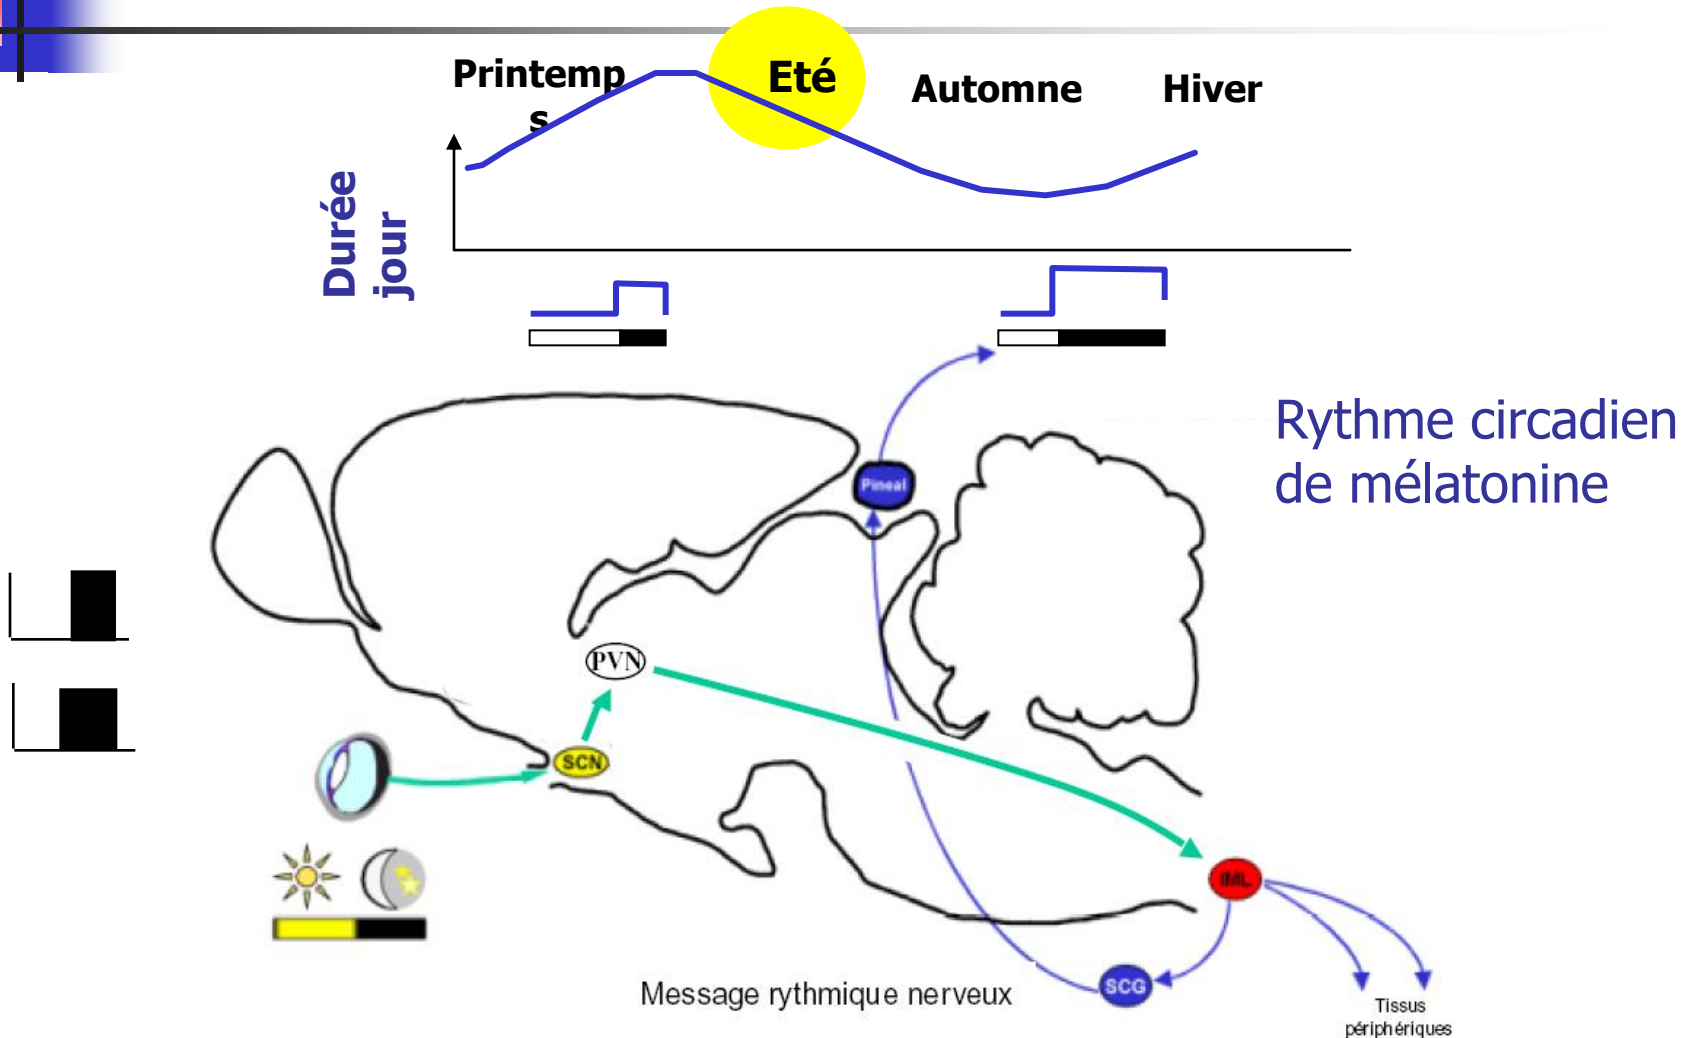 Printemp
s
Eté
Automne
Hiver
Durée
jour
Rythme circadien
de mélatonine
Pineal
PVN
SCN
IML
SCG
Message rythmique nerveux
Tissus
périphériques